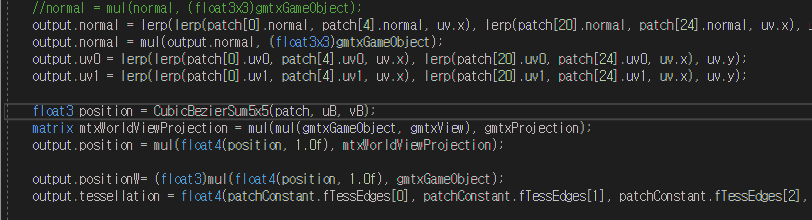 //normal = mul(normal, (float3x3)gmtxGameObject);
output.normal = lerp(lerp(patch[0].normal, patch[4].normal, uv.x), lerp(patch[20].normal, patch[24].normal, uv.x), uv
output.normal = mul(output.normal, (float3x3)gmtxGameObject);
output.uv0 = lerp(lerp(patch[0].uv0, patch[4].uv0, uv.x), lerp(patch[20].uv0, patch[24].uv0, uv.x), uv.y);
output.uv1 = lerp(lerp(patch[0].uv1, patch[4].uv1, uv.x), lerp(patch[20].uv1, patch[24].uv1, uv.x), uv.y);
float3 position = CubicBezierSum5x5(patch, uB, vB);
matrix mtxWorldViewProjection = mul(mul(gmtxGameObject, gmtxView), gmtxProjection);
output.position = mul(float4(position, 1.0f), mtxWorldViewProjection);
output.positionW= (float3)mul(float4(position, 1.0f), gmtxGameObject);
output.tessellation = float4(patchConstant.fTessEdges[0], patchConstant.fTessEdges[1], patchConstant.fTessEdges[2],